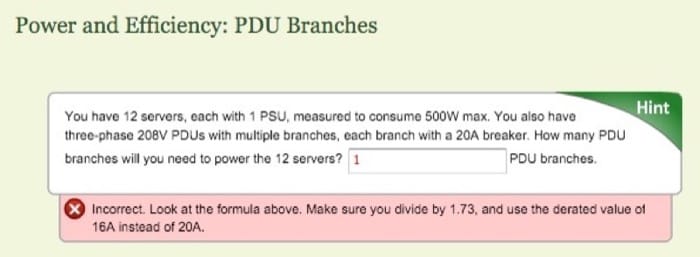 Power and Efficiency: PDU Branches
Hint
You have 12 servers, each with 1 PSU, measured to consume 500W max. You also have
three-phase 208V PDUs with multiple branches, each branch with a 20A breaker. How many PDU
branches will you need to power the 12 servers? 1 PDU branches.
Incorrect. Look at the formula above. Make sure you divide by 1.73, and use the derated value of
16A instead of 20A.